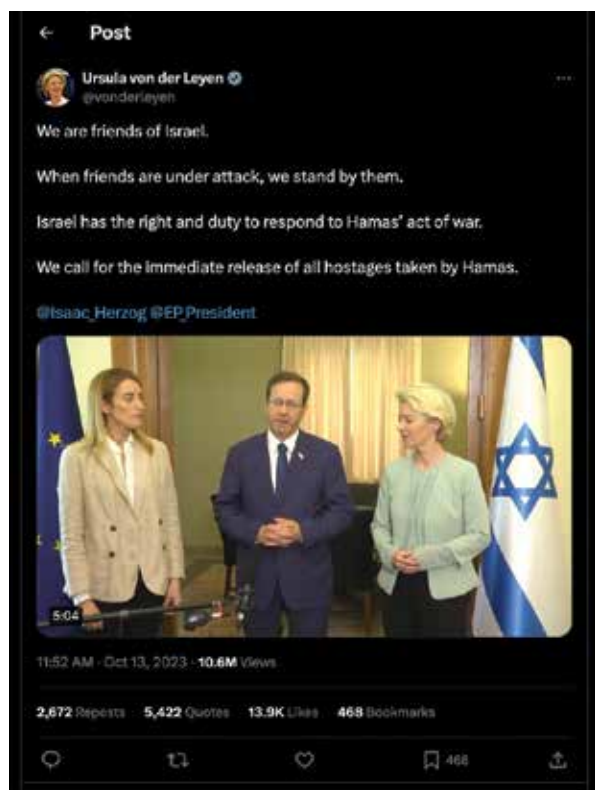 Post
Ursula von der Leyen
@vonderleyen
We are friends of Israel.
When friends are under attack, we stand by them.
Israel has the right and duty to respond to Hamas' act of war.
We call for the immediate release of all hostages taken by Hamas.
@Isaac_Herzog @EP_President
5:04
11:52 AM · Oct 13, 2023 · 10.6M Views
2,672 Reposts 5,422 Quotes 13.9K Likes 468 Bookmarks
468